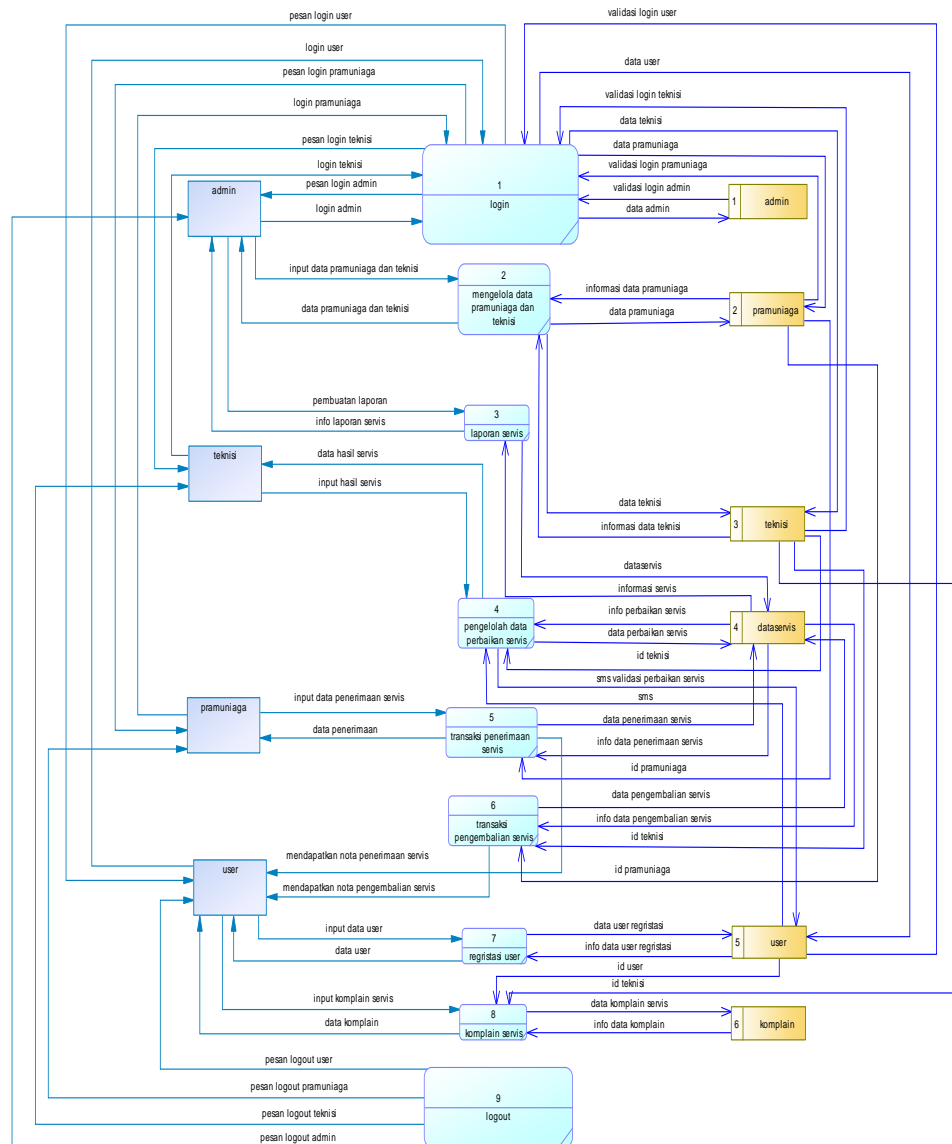 pesan login user
validasi login user
login user
data user
pesan login pramuniaga
validasi login teknisi
login pramuniaga
data teknisi
pesan login teknisi
data pramuniaga
login teknisi
validasi login pramuniaga
1
login
pesan login admin
validasi login admin
admin
1 admin
login admin
data admin
input data pramuniaga dan teknisi
2
mengelola data
pramuniaga dan
teknisi
informasi data pramuniaga
data pramuniaga dan teknisi
data pramuniaga
2 pramuniaga
pembuatan laporan
info laporan servis
3
laporan servis
teknisi
data hasil servis
input hasil servis
data teknisi
informasi data teknisi
3 teknisi
dataservis
informasi servis
4
pengelolah data
perbaikan servis
info perbaikan servis
data perbaikan servis
4 dataservis
id teknisi
sms validasi perbaikan servis
sms
pramuniaga
input data penerimaan servis
data penerimaan
5
transaksi penerimaan
servis
data penerimaan servis
info data penerimaan servis
id pramuniaga
data pengembalian servis
6
transaksi
pengembalian servis
info data pengembalian servis
id teknisi
id pramuniaga
mendapatkan nota penerimaan servis
user
mendapatkan nota pengembalian servis
input data user
data user
7
regristasi user
data user regristasi
info data user regristasi
5 user
id user
id teknisi
input komplain servis
data komplain
8
komplain servis
data komplain servis
info data komplain
6 komplain
pesan logout user
pesan logout pramuniaga
9
logout
pesan logout teknisi
pesan logout admin